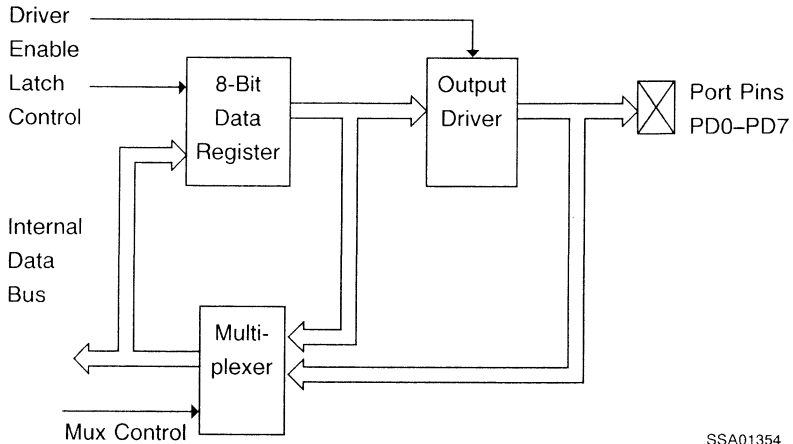 Driver
Enable
Latch
Control
8-Bit
Data
Register
Output
Driver
Port Pins
PD0–PD7
Internal
Data
Bus
Multi-
plexer
Mux Control
SSA01354